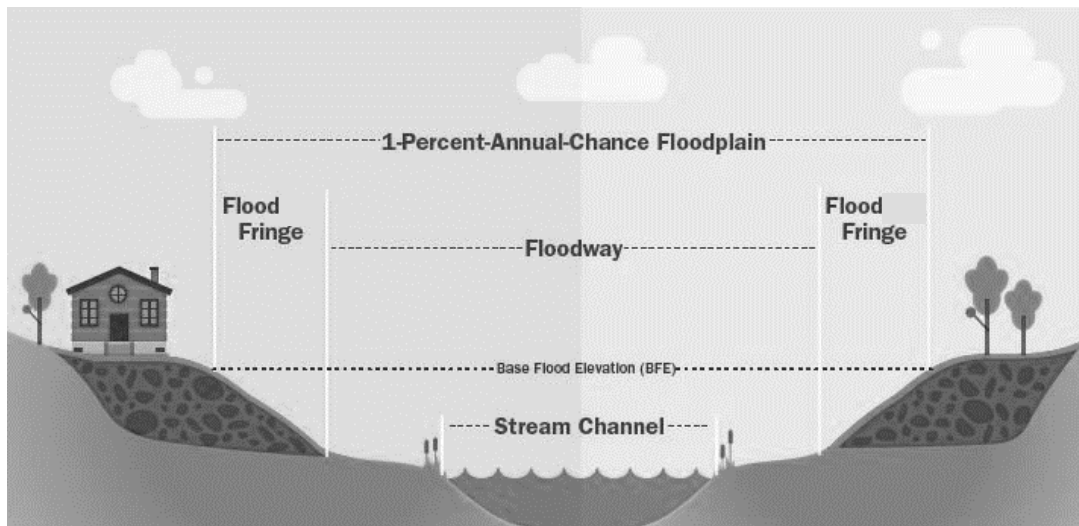 1-Percent-Annual-Chance Floodplain
Flood
Fringe
Flood
Fringe
Floodway
Base Flood Elevation (BFE)
Stream Channel